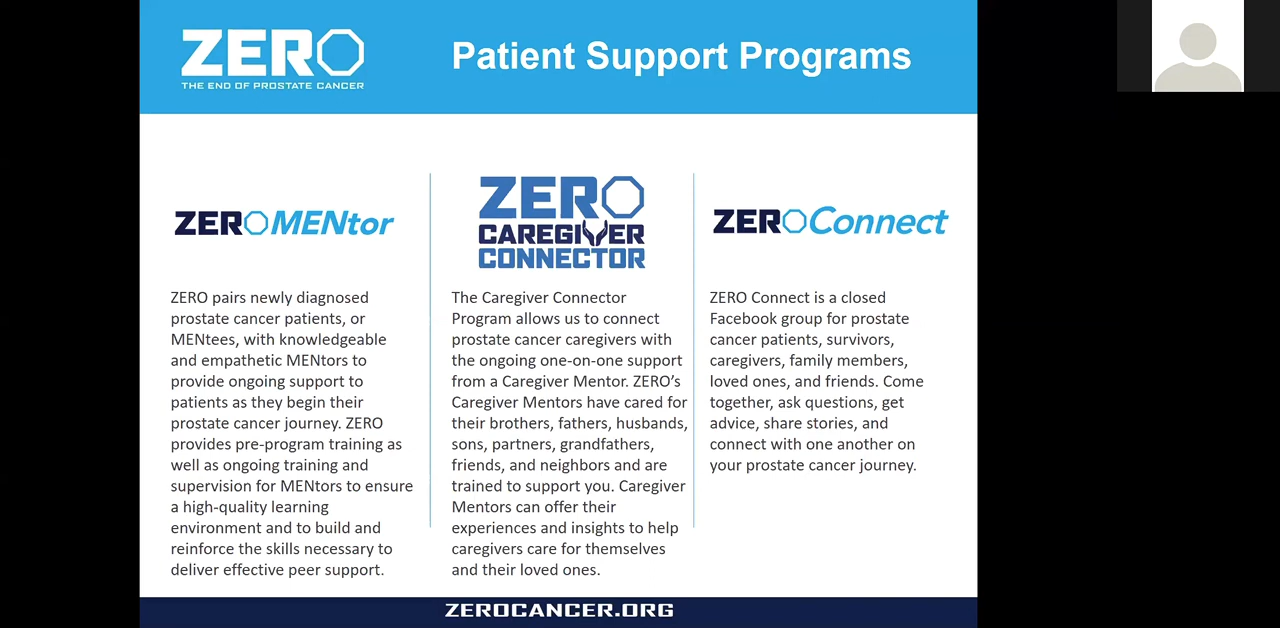 ZERO
THE END OF PROSTATE CANCER
Patient Support Programs
ZEROMENtor
ZERO pairs newly diagnosed
prostate cancer patients, or
MENtees, with knowledgeable
and empathetic MENtors to
provide ongoing support to
patients as they begin their
prostate cancer journey. ZERO
provides pre-program training as
well as ongoing training and
supervision for MENtors to ensure
a high-quality learning
environment and to build and
reinforce the skills necessary to
deliver effective peer support.
ZERO
CAREGIVER
CONNECTOR
The Caregiver Connector
Program allows us to connect
prostate cancer caregivers with
the ongoing one-on-one support
from a Caregiver Mentor. ZERO’s
Caregiver Mentors have cared for
their brothers, fathers, husbands,
sons, partners, grandfathers,
friends, and neighbors and are
trained to support you. Caregiver
Mentors can offer their
experiences and insights to help
caregivers care for themselves
and their loved ones.
ZEROConnect
ZERO Connect is a closed
Facebook group for prostate
cancer patients, survivors,
caregivers, family members,
loved ones, and friends. Come
together, ask questions, get
advice, share stories, and
connect with one another on
your prostate cancer journey.
ZEROCANCER.ORG